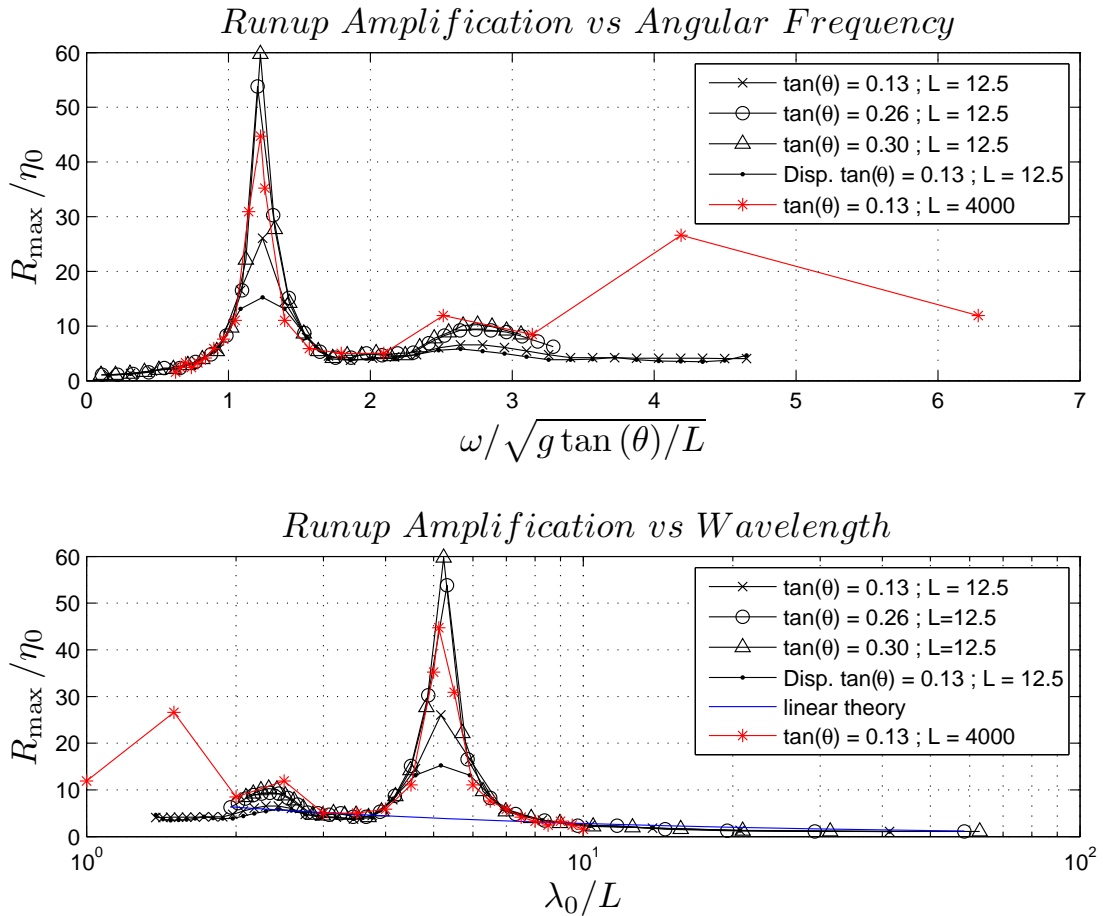 Runup Amplification vs Angular Frequency
60
50
40
30
20
10
0
R_max/η_0
tan(θ) = 0.13 ; L = 12.5
tan(θ) = 0.26 ; L = 12.5
tan(θ) = 0.30 ; L = 12.5
Disp. tan(θ) = 0.13 ; L = 12.5
tan(θ) = 0.13 ; L = 4000
0 1 2 3 4 5 6 7
ω/√(g tan (θ)/L)
Runup Amplification vs Wavelength
60
50
40
30
20
10
0
R_max/η_0
tan(θ) = 0.13 ; L = 12.5
tan(θ) = 0.26 ; L=12.5
tan(θ) = 0.30 ; L=12.5
Disp. tan(θ) = 0.13 ; L = 12.5
linear theory
tan(θ) = 0.13 ; L = 4000
10^0 10^1 10^2
λ_0/L